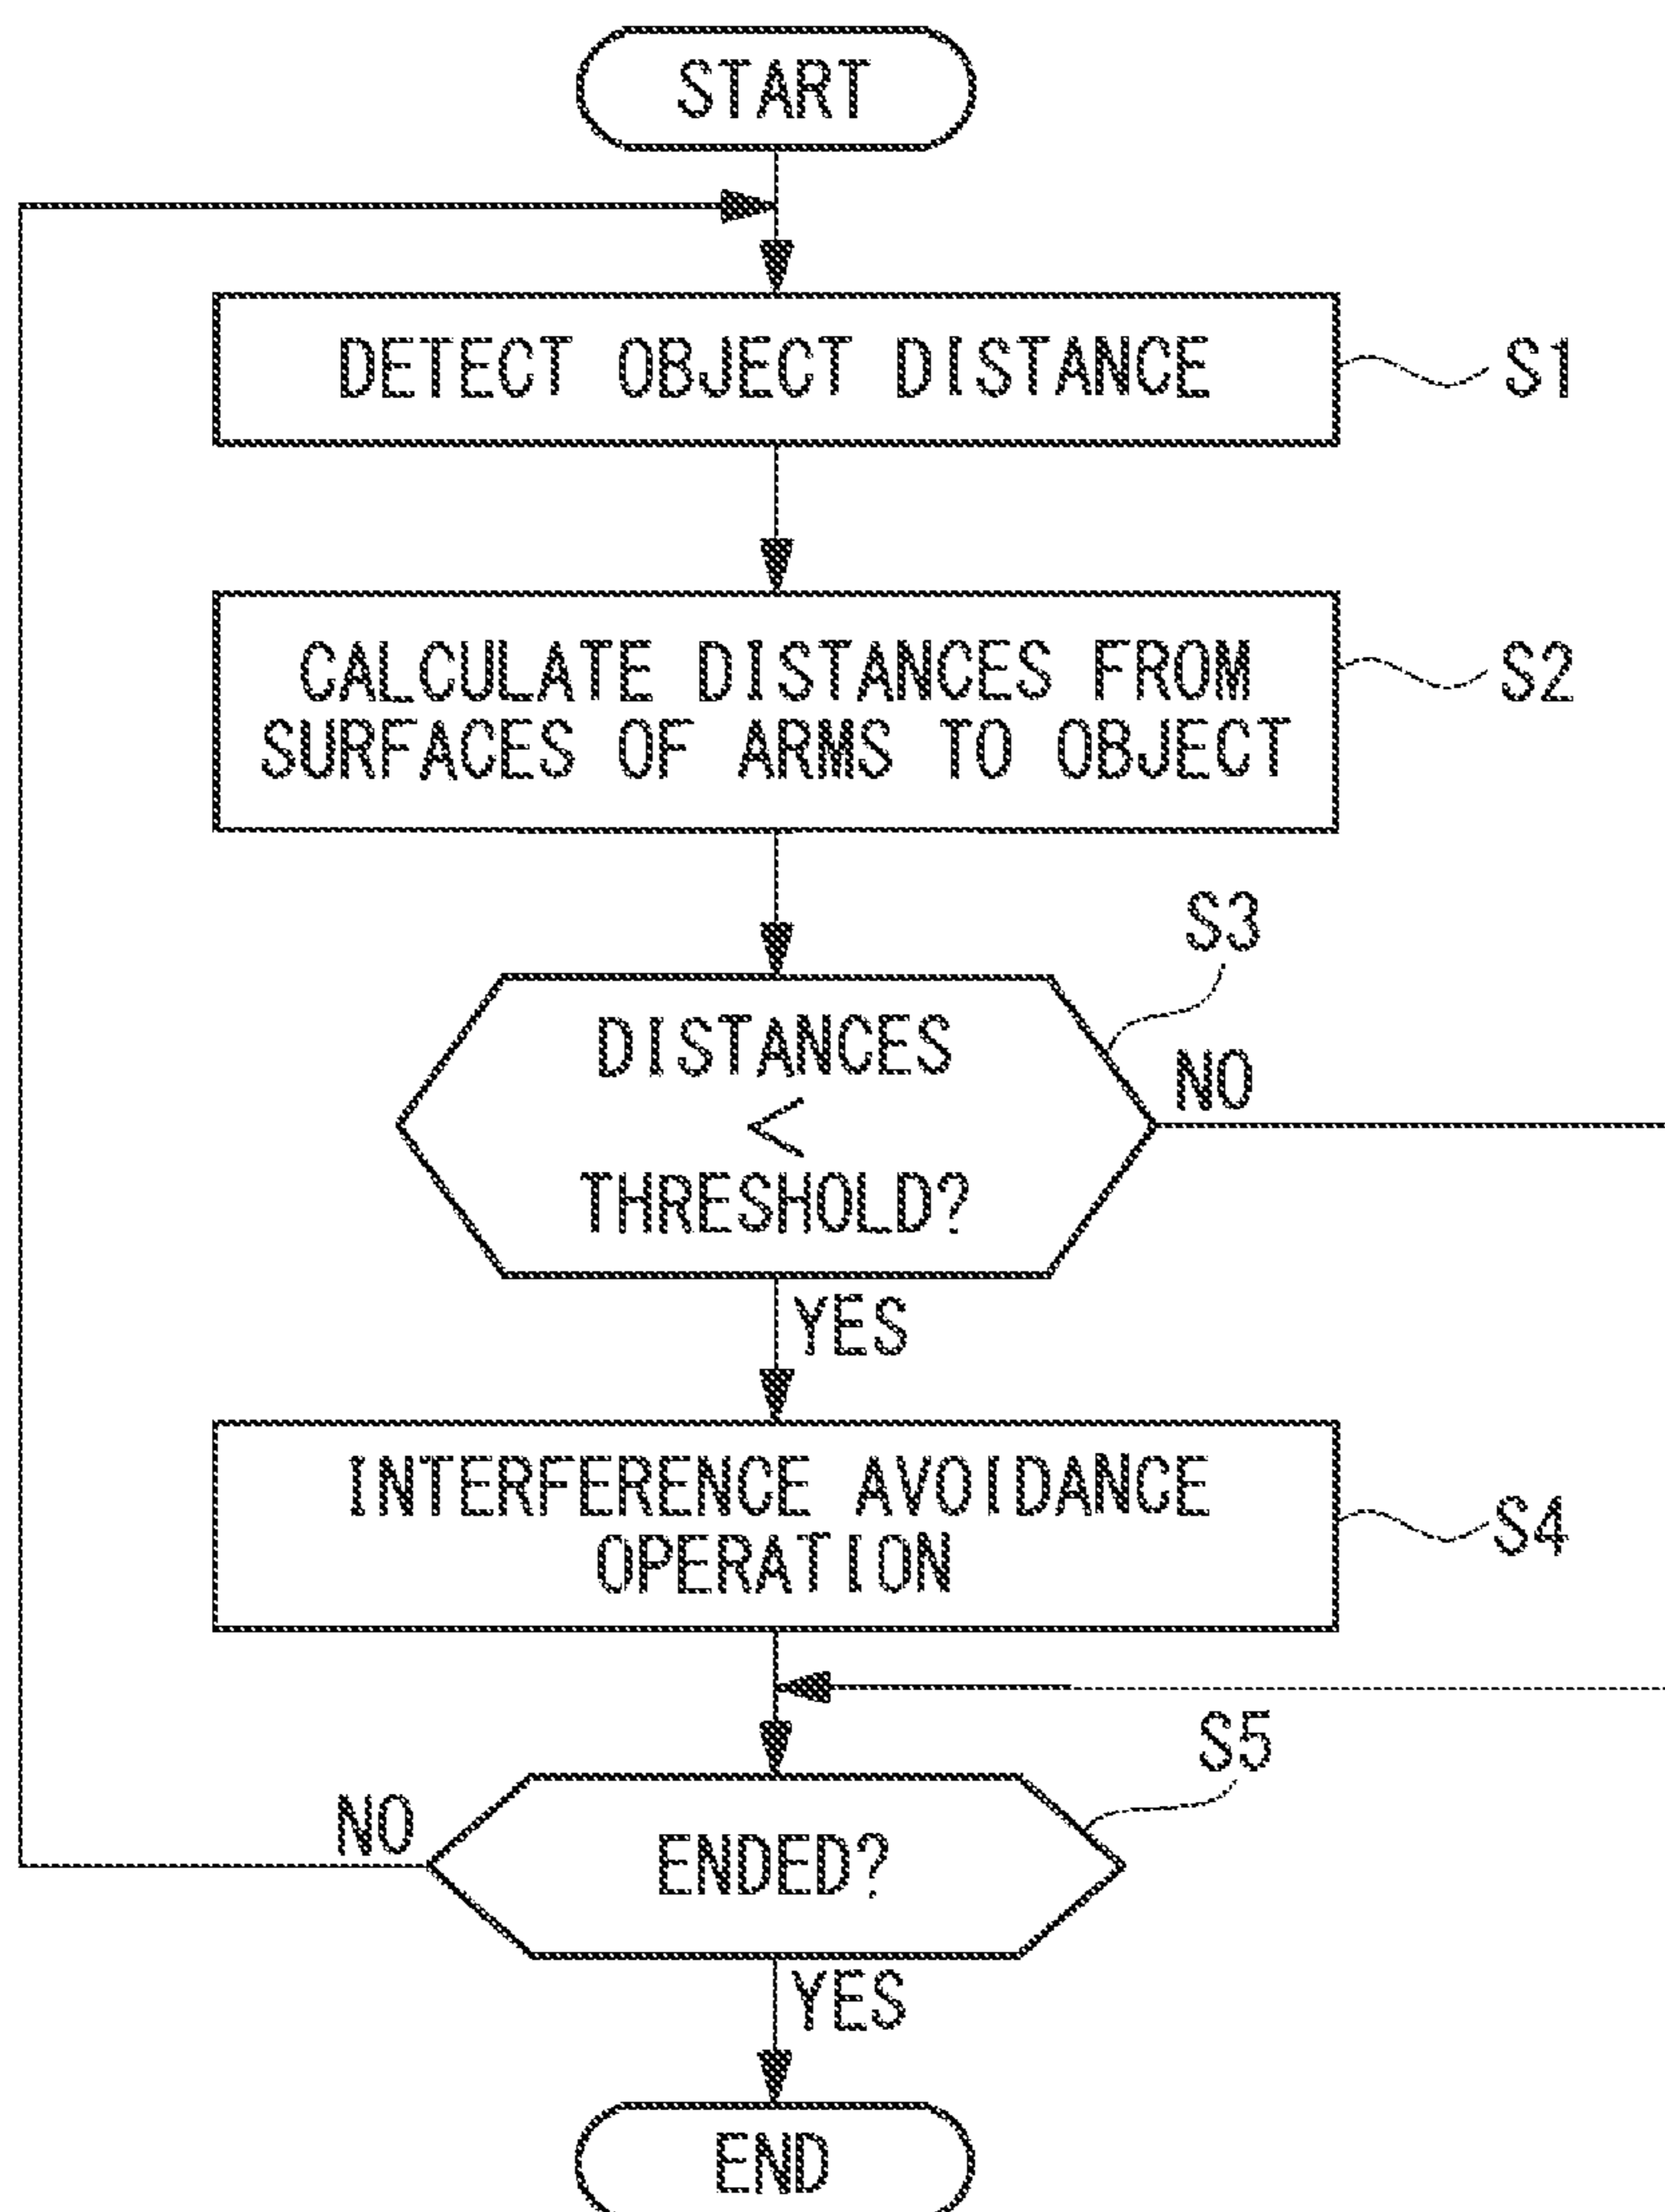 START
DETECT OBJECT DISTANCE
S1
CALCULATE DISTANCES FROM
SURFACES OF ARMS TO OBJECT
S2
S3
DISTANCES
<
THRESHOLD?
NO
YES
INTERFERENCE AVOIDANCE
OPERATION
S4
S5
NO
ENDED?
YES
END